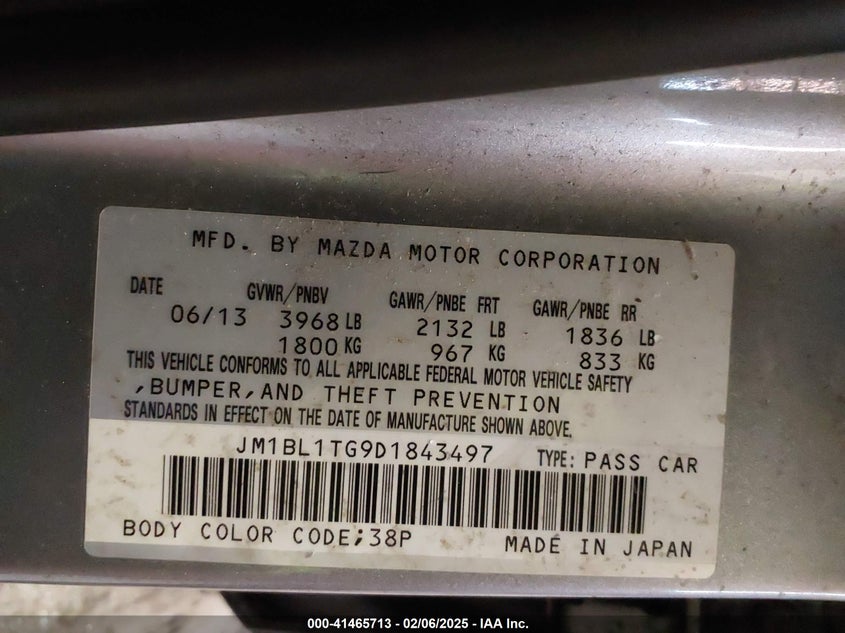 MFD. BY MAZDA MOTOR CORPORATION
DATE GVWR/PNBV GAWR/PNBE FRT GAWR/PNBE RR
06/13 3968 LB 2132 LB 1836 LB
1800 KG 967 KG 833 KG
THIS VEHICLE CONFORMS TO ALL APPLICABLE FEDERAL MOTOR VEHICLE SAFETY
,BUMPER,AND THEFT PREVENTION
STANDARDS IN EFFECT ON THE DATE OF MANUFACTURE SHOWN ABOVE.
JM1BL1TG9D1843497 TYPE: PASS CAR
BODY COLOR CODE;38P MADE IN JAPAN
000-41465713 - 02/06/2025 - IAA Inc.